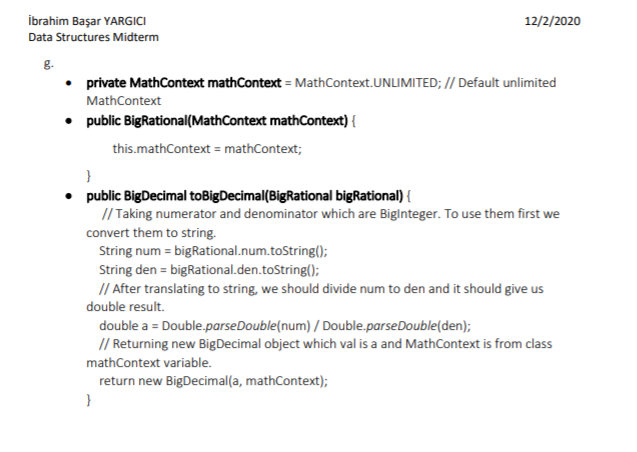 İbrahim Başar YARGICI 12/2/2020
Data Structures Midterm
g.
• private MathContext mathContext = MathContext.UNLIMITED; // Default unlimited
MathContext
• public BigRational(MathContext mathContext) {
this.mathContext = mathContext;
}
• public BigDecimal toBigDecimal(BigRational bigRational) {
// Taking numerator and denominator which are BigInteger. To use them first we
convert them to string.
String num = bigRational.num.toString();
String den = bigRational.den.toString();
// After translating to string, we should divide num to den and it should give us
double result.
double a = Double.parseDouble(num) / Double.parseDouble(den);
// Returning new BigDecimal object which val is a and MathContext is from class
mathContext variable.
return new BigDecimal(a, mathContext);
}